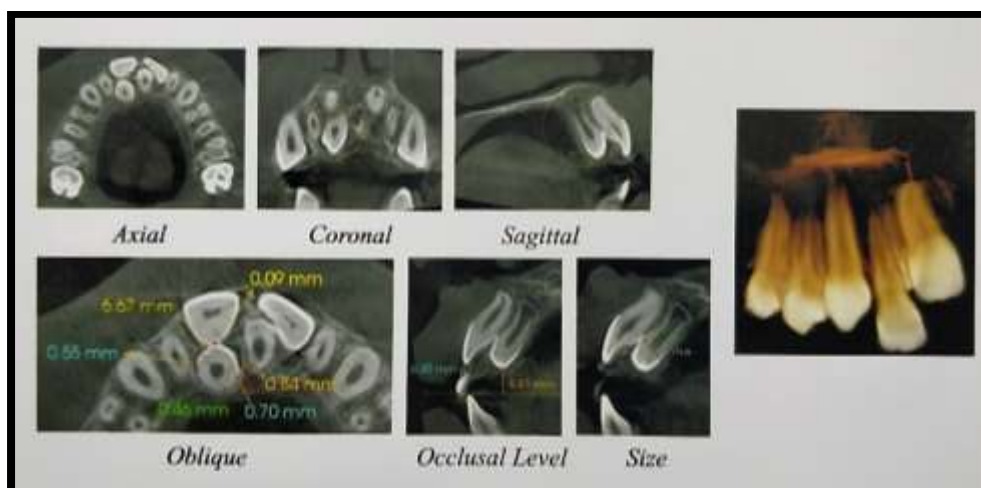 Axial
Coronal
Sagittal
0.09 mm
0.55 mm
0.84 mm
0.70 mm
Oblique
Occlusal Level
Size